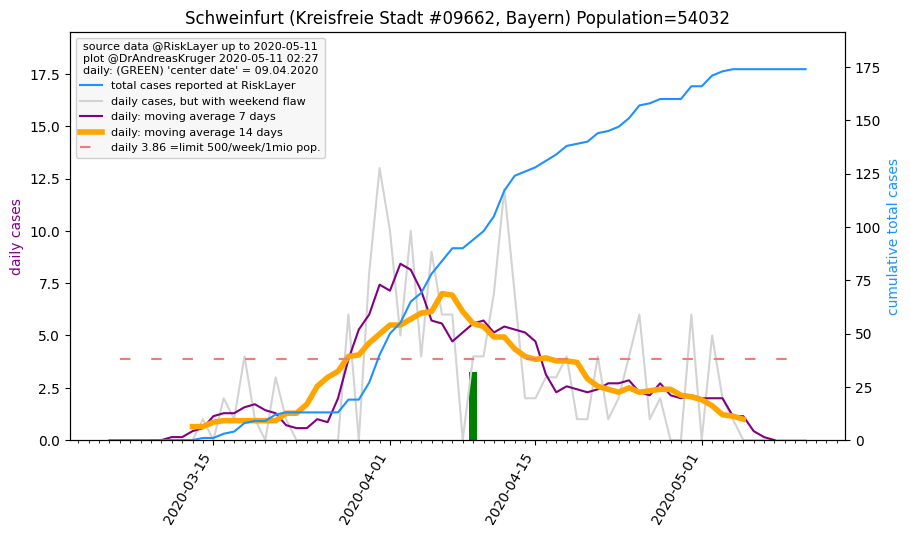 Schweinfurt (Kreisfreie Stadt #09662, Bayern) Population=54032
source data @RiskLayer up to 2020-05-11
plot @DrAndreasKruger 2020-05-11 02:27
daily: (GREEN) 'center date' = 09.04.2020
total cases reported at RiskLayer
daily cases, but with weekend flaw
daily: moving average 7 days
daily: moving average 14 days
daily 3.86 =limit 500/week/1mio pop.
daily cases
17.5
15.0
12.5
10.0
7.5
5.0
2.5
0.0
175
150
125
100
75
50
25
0
cumulative total cases
2020-03-15
2020-04-01
2020-04-15
2020-05-01